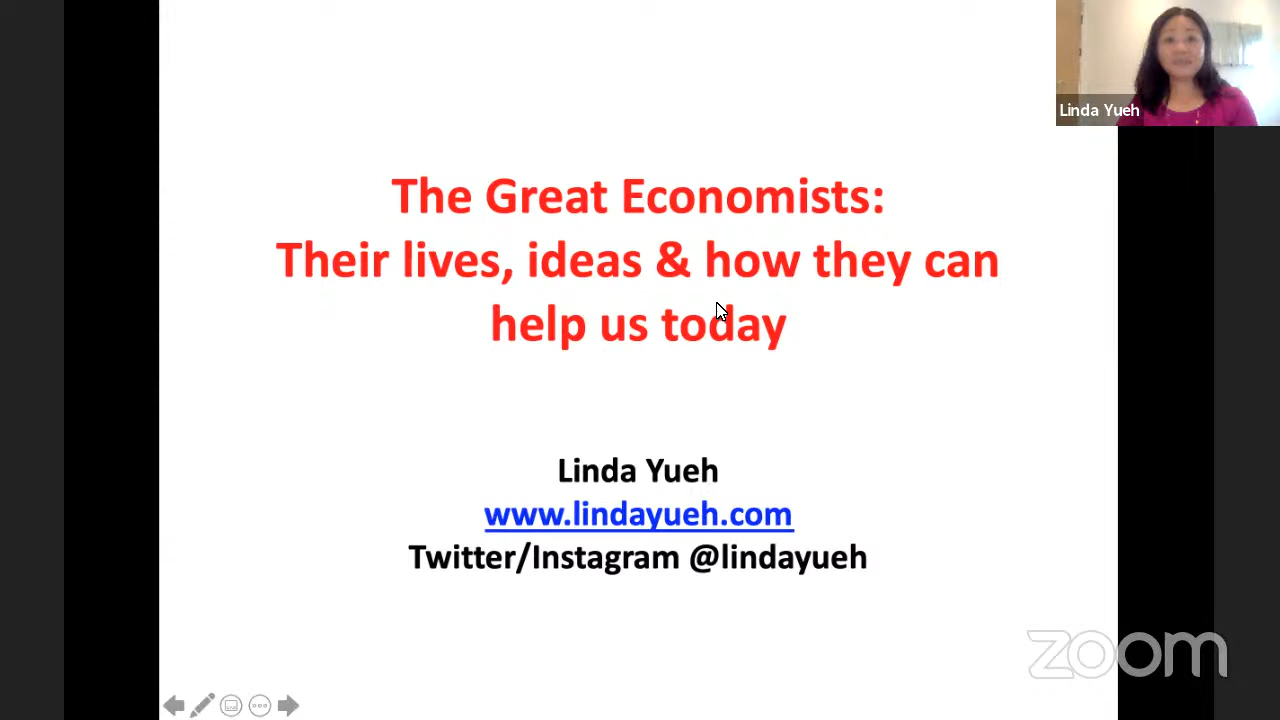 Linda Yueh
The Great Economists:
Their lives, ideas & how they can
help us today
Linda Yueh
www.lindayueh.com
Twitter/Instagram @lindayueh
zoom